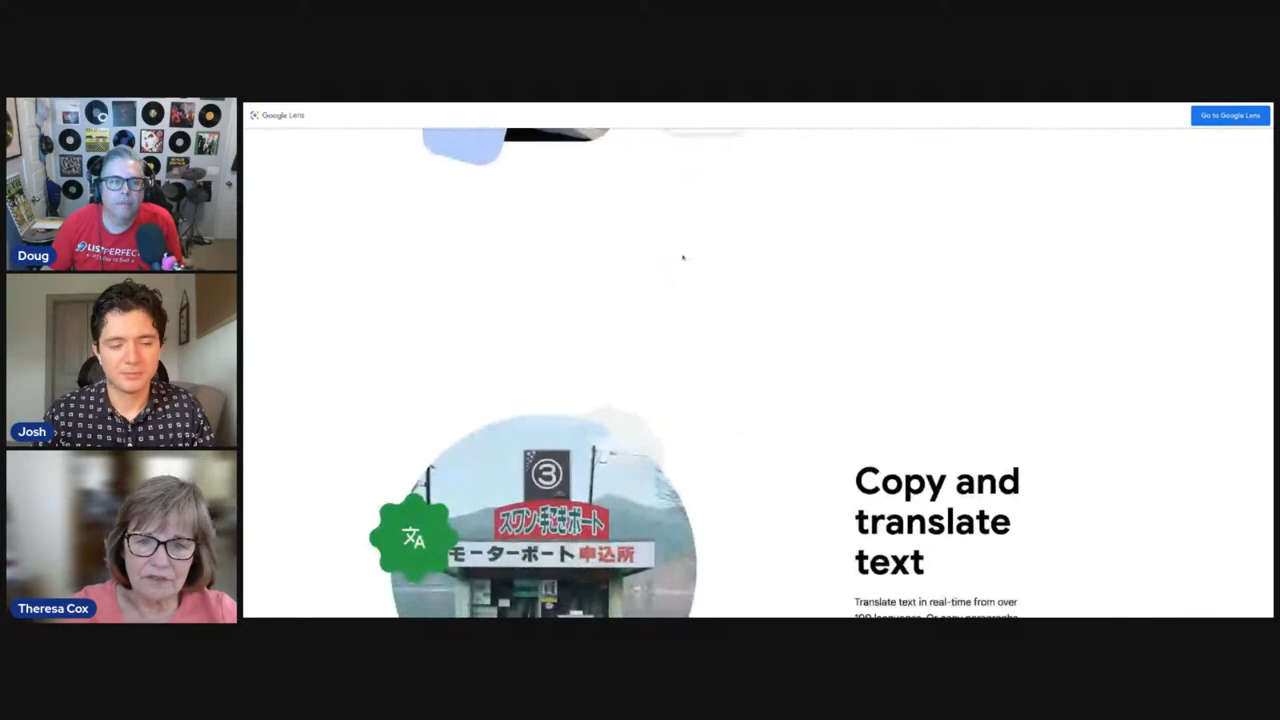 Google Lens
Go to Google Lens
Doug
Josh
Theresa Cox
③
スワン・手こぎボート
モーターボート申込所
Copy and
translate
text
Translate text in real-time from over